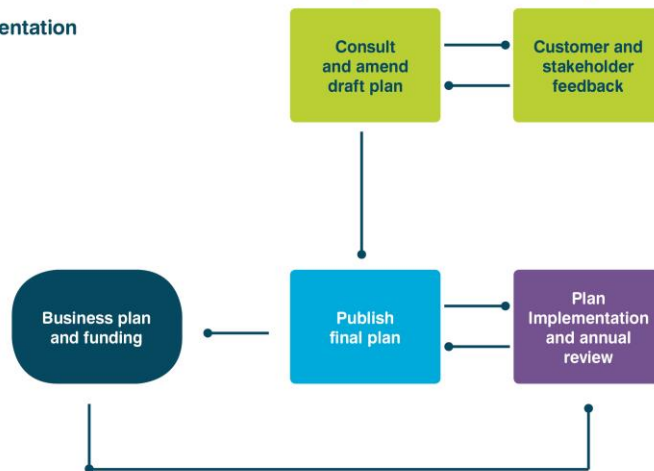 entation
Consult
and amend
draft plan
Customer and
stakeholder
feedback
Business plan
and funding
Publish
final plan
Plan
Implementation
and annual
review